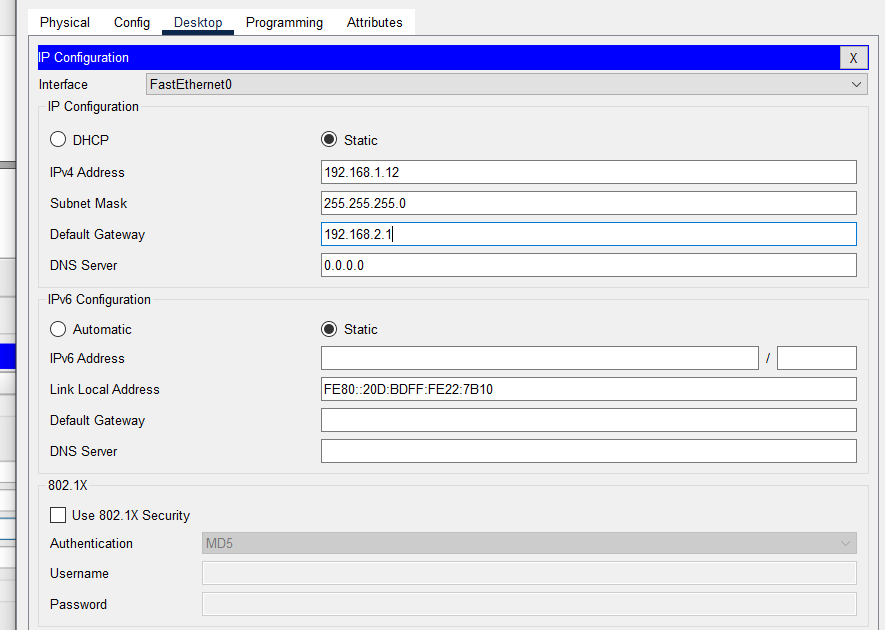 Physical Config Desktop Programming Attributes
IP Configuration X
Interface FastEthernet0
IP Configuration
DHCP Static
IPv4 Address 192.168.1.12
Subnet Mask 255.255.255.0
Default Gateway 192.168.2.1
DNS Server 0.0.0.0
IPv6 Configuration
Automatic Static
IPv6 Address /
Link Local Address FE80::20D:BDFF:FE22:7B10
Default Gateway
DNS Server
802.1X
Use 802.1X Security
Authentication MD5
Username
Password